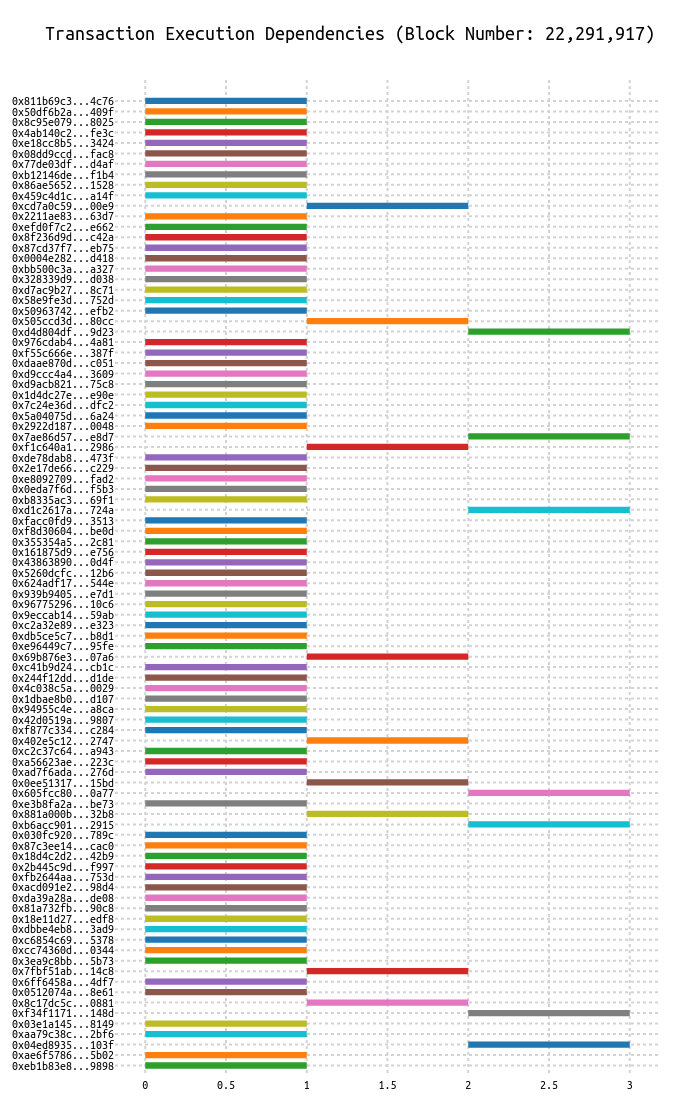 Transaction Execution Dependencies (Block Number: 22,291,917)
0x811b69c3...4c76
0x50df6b2a...409f
0x8c95e079...8025
0x4ab140c2...fe3c
0xe18cc8b5...3424
0x08dd9ccd...fac8
0x77de03df...d4af
0xb12146de...f1b4
0x86ae5652...1528
0x459c4d1c...a14f
0xcd7a0c59...00e9
0x2211ae83...63d7
0xefd0f7c2...e662
0x8f236d9d...c42a
0x87cd37f7...eb75
0x0004e282...d418
0xbb500c3a...a327
0x328339d9...d038
0xd7ac9b27...8c71
0x58e9fe3d...752d
0x50963742...efb2
0x505ccd3d...80cc
0xd4d804df...9d23
0x976cdab4...4a81
0xf55c666e...387f
0xdaae870d...c051
0xd9ccc4a4...3609
0xd9acb821...75c8
0x1d4dc27e...e90e
0x7c24e36d...dfc2
0x5a04075d...6a24
0x2922d187...0048
0x7ae86d57...e8d7
0xf1c640a1...2986
0xde78dab8...473f
0x2e17de66...c229
0xe8092709...fad2
0x0eda7f6d...f5b3
0xb8335ac3...69f1
0xd1c2617a...724a
0xfacc0fd9...3513
0xf8d30604...be0d
0x355354a5...2c81
0x161875d9...e756
0x43863890...0d4f
0x5260dcfc...12b6
0x624adf17...544e
0x939b9405...e7d1
0x96775296...10c6
0x9eccab14...59ab
0xc2a32e89...e323
0xdb5ce5c7...b8d1
0xe96449c7...95fe
0x69b876e3...07a6
0xc41b9d24...cb1c
0x244f12dd...d1de
0x4c038c5a...0029
0x1dbae8b0...d107
0x94955c4e...a8ca
0x42d0519a...9807
0xf877c334...c284
0x402e5c12...2747
0xc2c37c64...a943
0xa56623ae...223c
0xad7f6ada...276d
0x0ee51317...15bd
0x605fcc80...0a77
0xe3b8fa2a...be73
0x881a000b...32b8
0xb6acc901...2915
0x030fc920...789c
0x87c3ee14...cac0
0x18d4c2d2...42b9
0x2b445c9d...f997
0xfb2644aa...753d
0xacd091e2...98d4
0xda39a28a...de08
0x81a732fb...90c8
0x18e11d27...edf8
0xdbbe4eb8...3ad9
0xc6854c69...5378
0xcc74360d...0344
0x3ea9c8bb...5b73
0x7fbf51ab...14c8
0x6ff6458a...4df7
0x0512074a...8e61
0x8c17dc5c...0881
0xf34f1171...148d
0x03e1a145...8149
0xaa79c38c...2bf6
0x04ed8935...103f
0xae6f5786...5b02
0xeb1b83e8...9898
0 0.5 1 1.5 2 2.5 3